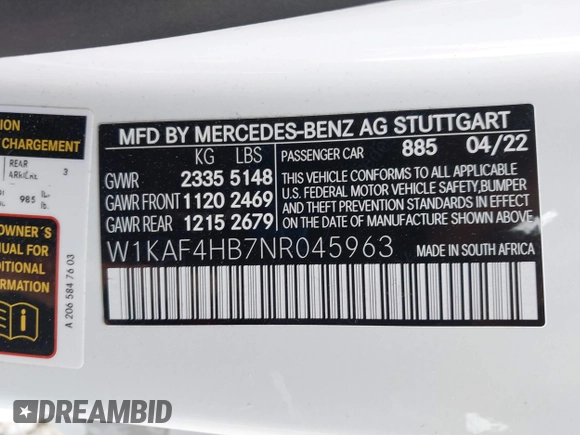 ION
CHARGEMENT
REAR 3
ARRIÈRE
985 L
OWNER´S
NUAL FOR
ADDITIONAL
FORMATION
A 206 584 76 03
MFD BY MERCEDES-BENZ AG STUTTGART
KG LBS PASSENGER CAR 885 04/22
GVWR 2335 5148
GAWR FRONT 1120 2469
GAWR REAR 1215 2679
THIS VEHICLE CONFORMS TO ALL APPLICABLE
U.S. FEDERAL MOTOR VEHICLE SAFETY,BUMPER
AND THEFT PREVENTION STANDARDS IN EFFECT
ON THE DATE OF MANUFACTURE SHOWN ABOVE.
W1KAF4HB7NR045963 MADE IN SOUTH AFRICA
DREAMBID